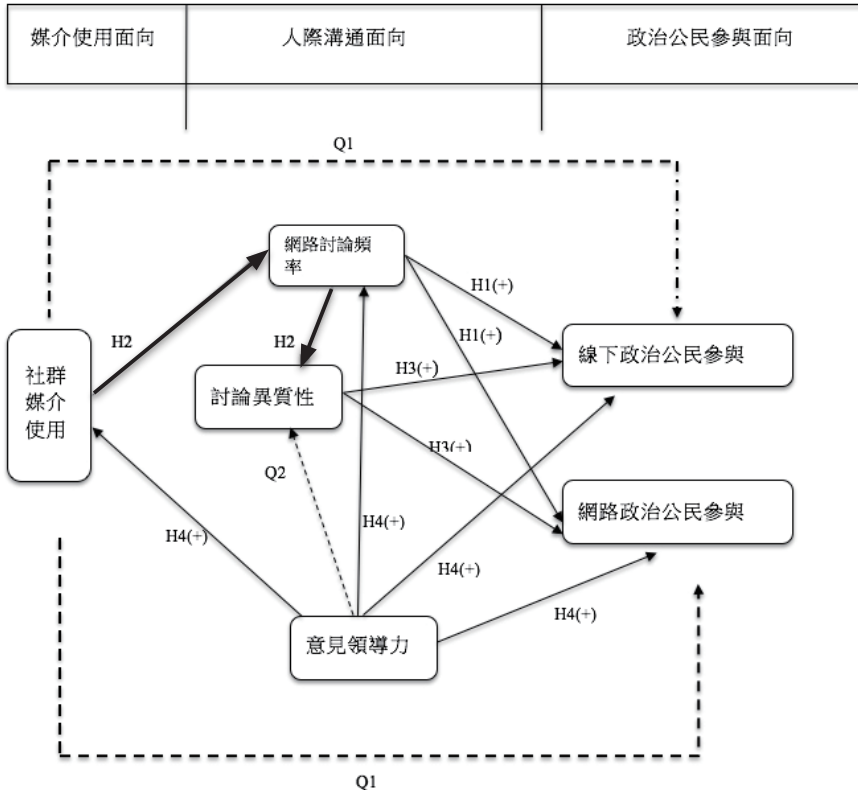 媒介使用面向
人際溝通面向
政治公民參與面向
Q1
網路討論頻
率
H1(+)
H2
H2
H1(+)
線下政治公民參與
社群
媒介
使用
討論異質性
H3(+)
H3(+)
Q2
網路政治公民參與
H4(+)
H4(+)
H4(+)
H4(+)
意見領導力
Q1